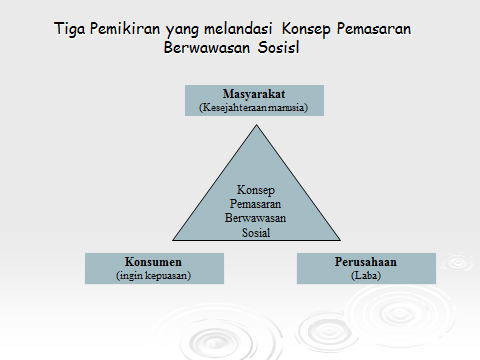 Tiga Pemikiran yang melandasi Konsep Pemasaran
Berwawasan Sosisl
Masyarakat
(Kesejahteraan manusia)
Konsep
Pemasaran
Berwawasan
Sosial
Konsumen
(ingin kepuasan)
Perusahaan
(Laba)